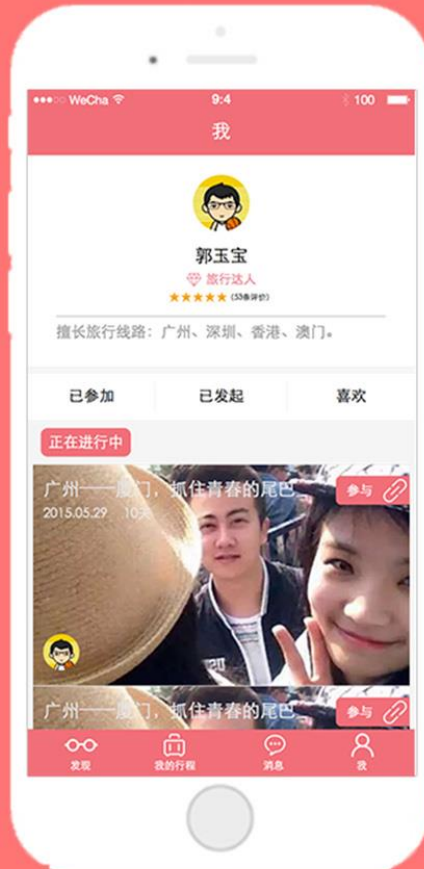 WeCha 9:4 100
我
郭玉宝
旅行达人
(53条评价)
擅长旅行线路：广州、深圳、香港、澳门。
已参加 已发起 喜欢
正在进行中
广州——厦门，抓住青春的尾巴 参与
2015.05.29 10天
广州——厦门，抓住青春的尾巴 参与
发现 我的行程 消息 我